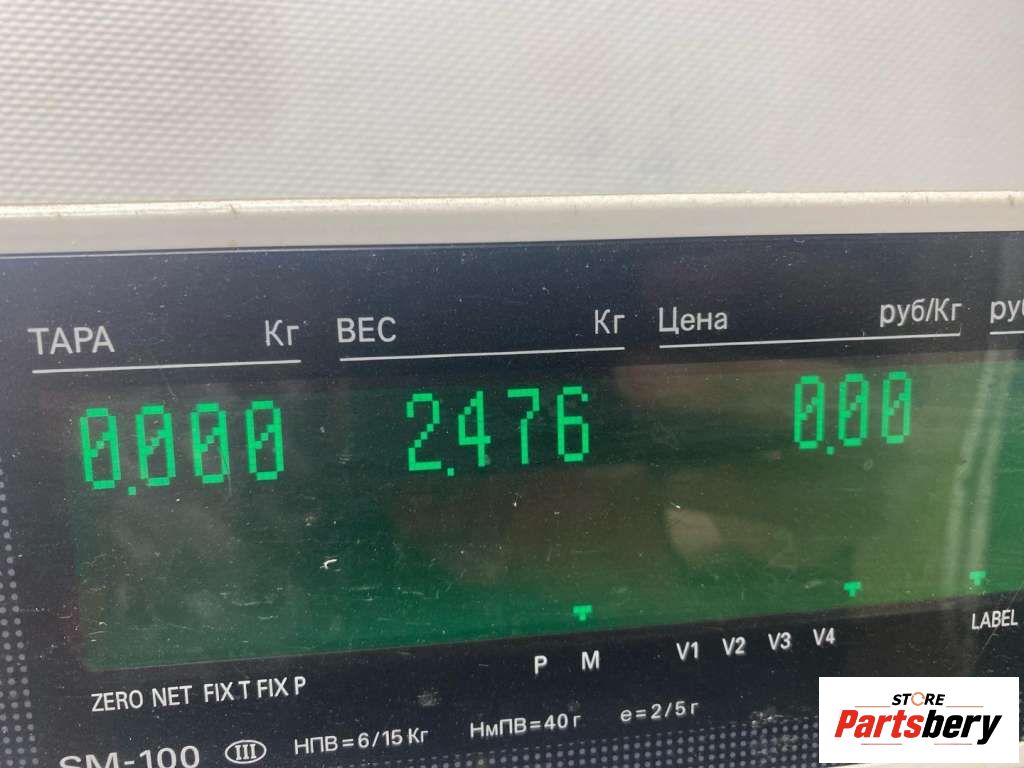 ТАРА Кг ВЕС Кг Цена руб/Кг
0.000 2.476 0.00
P M V1 V2 V3 V4 LABEL
ZERO NET FIX T FIX P
SM-100 III НПВ=6/15 Кг НмПВ=40 г e=2/5 г
STORE
Partsbery